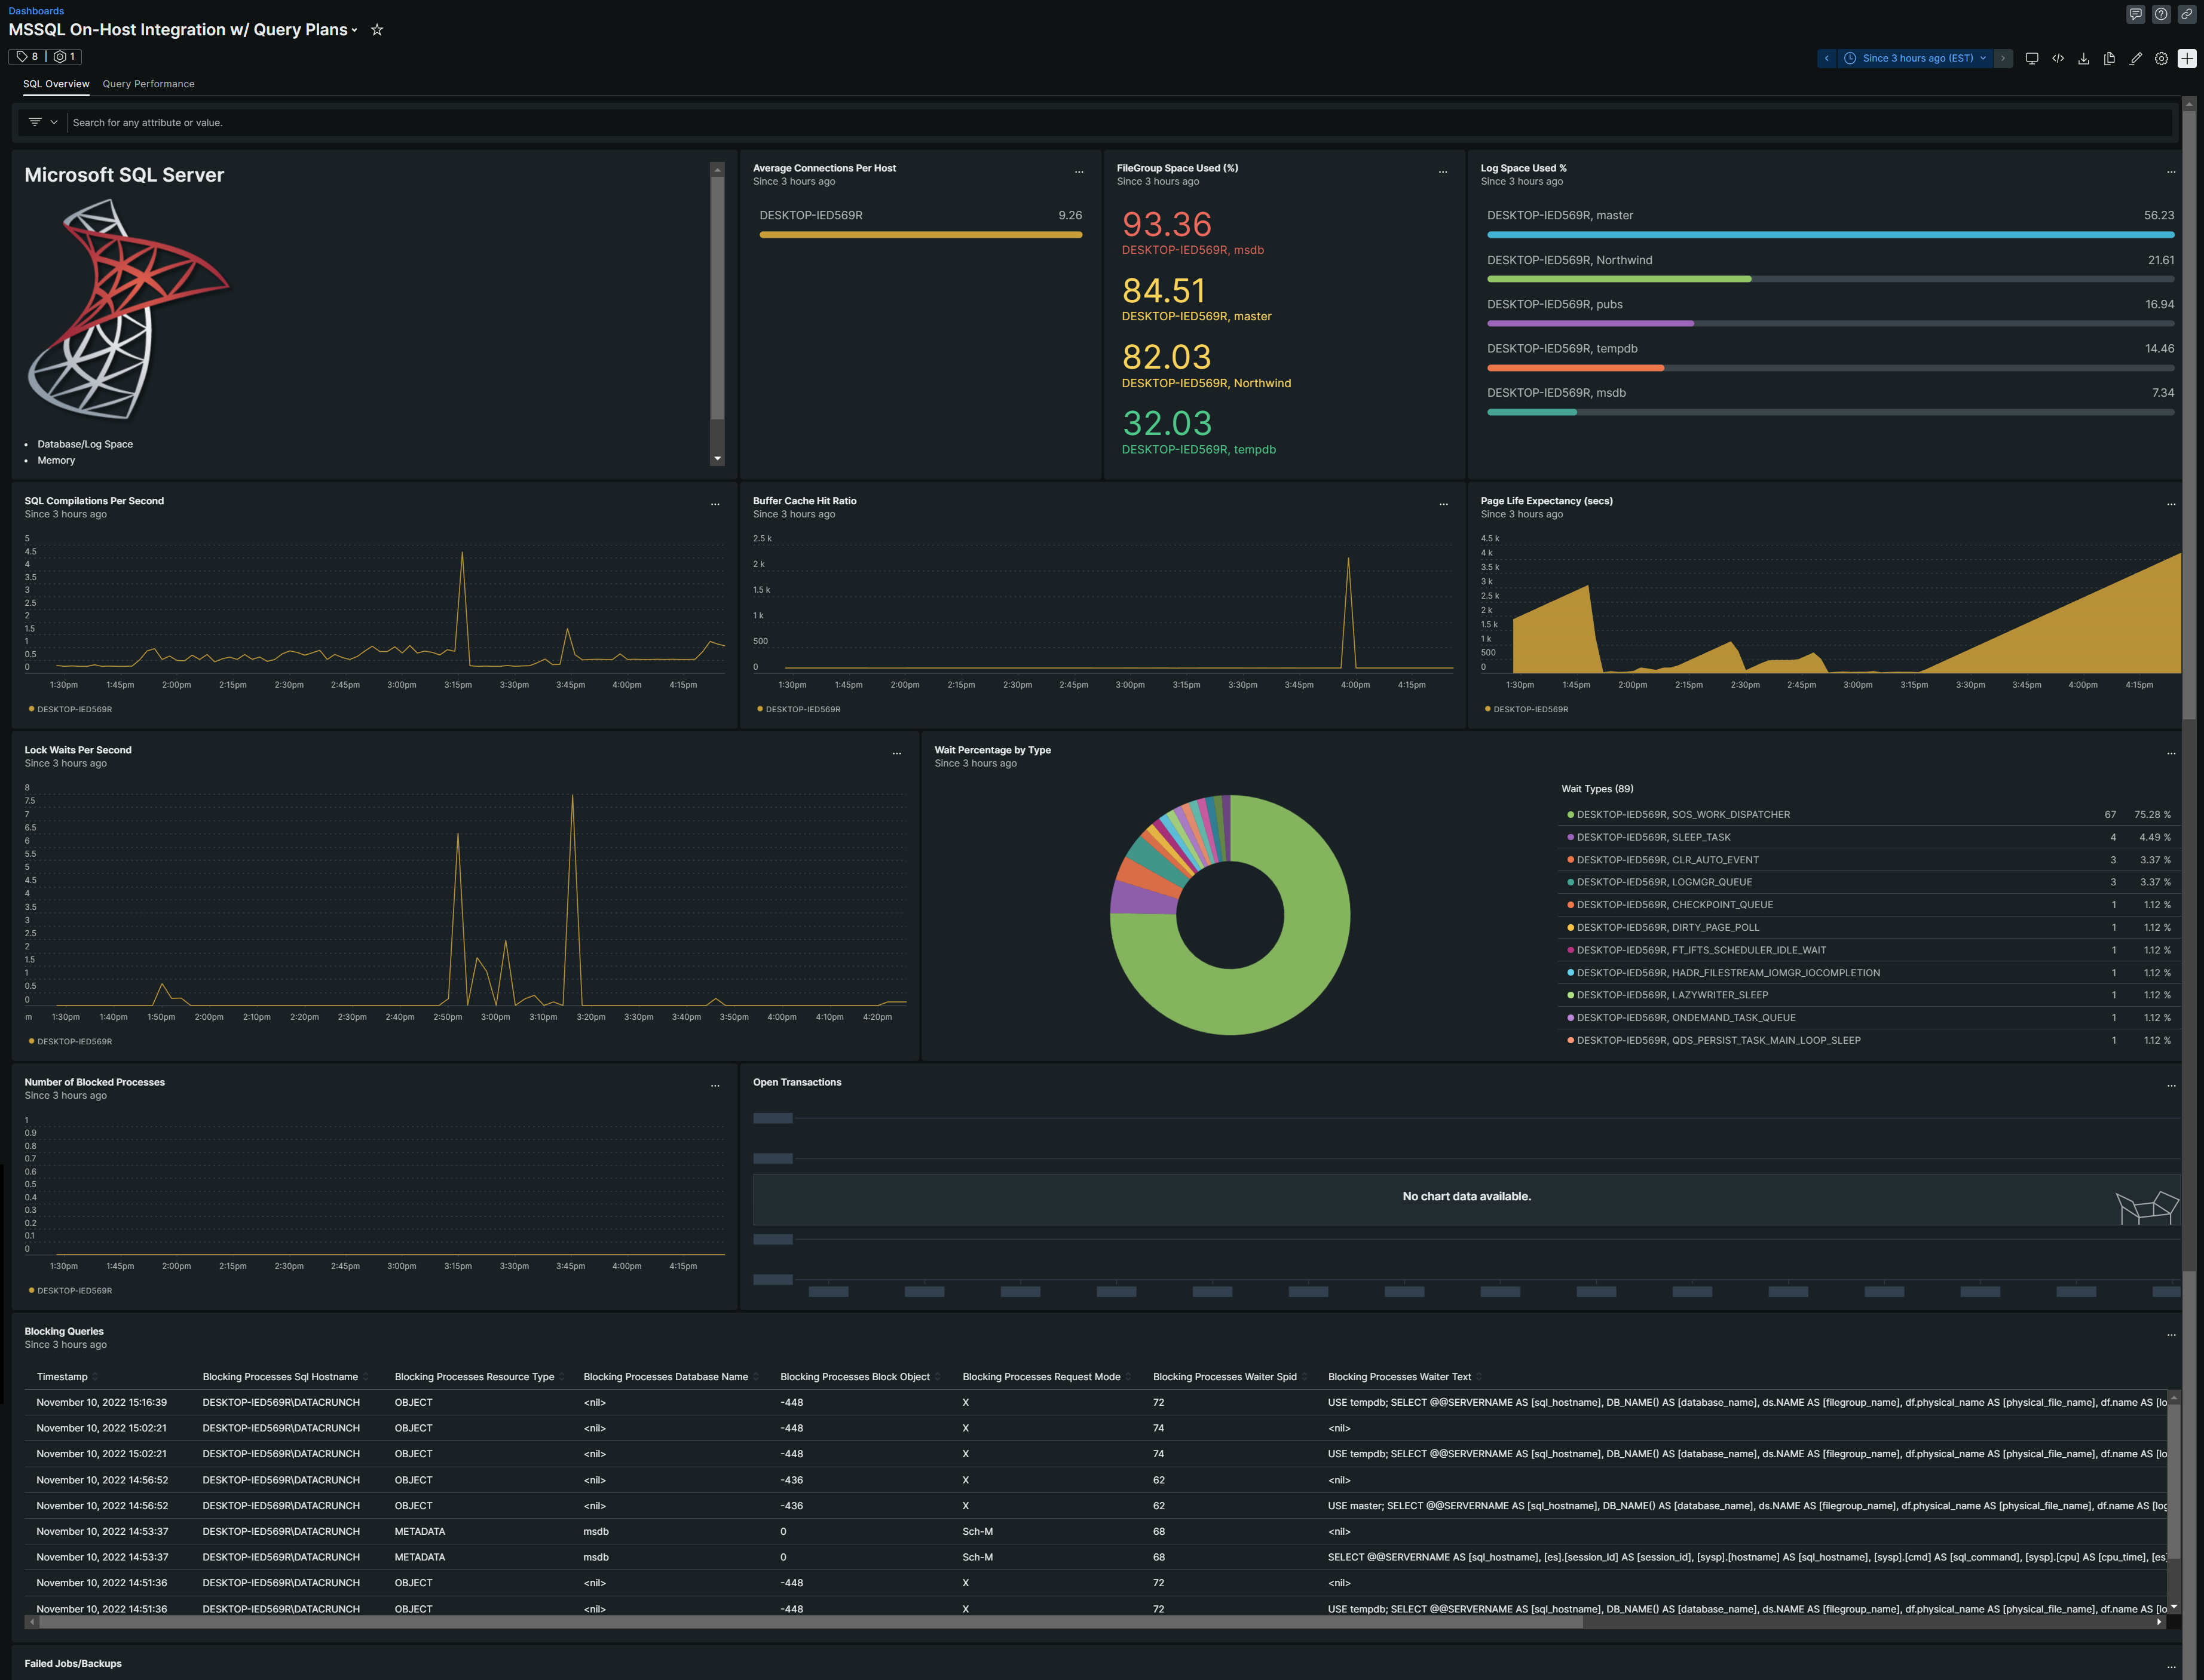 Dashboards
MSSQL On-Host Integration w/ Query Plans
8 | 1
Since 3 hours ago (EST)
SQL Overview Query Performance
Search for any attribute or value.
Microsoft SQL Server
Database/Log Space
Memory
Average Connections Per Host
Since 3 hours ago
DESKTOP-IED569R 9.26
FileGroup Space Used (%)
Since 3 hours ago
93.36
DESKTOP-IED569R, msdb
84.51
DESKTOP-IED569R, master
82.03
DESKTOP-IED569R, Northwind
32.03
DESKTOP-IED569R, tempdb
Log Space Used %
Since 3 hours ago
DESKTOP-IED569R, master 56.23
DESKTOP-IED569R, Northwind 21.61
DESKTOP-IED569R, pubs 16.94
DESKTOP-IED569R, tempdb 14.46
DESKTOP-IED569R, msdb 7.34
SQL Compilations Per Second
Since 3 hours ago
5
4.5
4
3.5
3
2.5
2
1.5
1
0.5
0
1:30pm 1:45pm 2:00pm 2:15pm 2:30pm 2:45pm 3:00pm 3:15pm 3:30pm 3:45pm 4:00pm 4:15pm
DESKTOP-IED569R
Buffer Cache Hit Ratio
Since 3 hours ago
2.5 k
2 k
1.5 k
1 k
500
0
1:30pm 1:45pm 2:00pm 2:15pm 2:30pm 2:45pm 3:00pm 3:15pm 3:30pm 3:45pm 4:00pm 4:15pm
DESKTOP-IED569R
Page Life Expectancy (secs)
Since 3 hours ago
4.5 k
4 k
3.5 k
3 k
2.5 k
2 k
1.5 k
1 k
500
0
1:30pm 1:45pm 2:00pm 2:15pm 2:30pm 2:45pm 3:00pm 3:15pm 3:30pm 3:45pm 4:00pm 4:15pm
DESKTOP-IED569R
Lock Waits Per Second
Since 3 hours ago
8
7.5
7
6.5
6
5.5
5
4.5
4
3.5
3
2.5
2
1.5
1
0.5
0
m 1:30pm 1:40pm 1:50pm 2:00pm 2:10pm 2:20pm 2:30pm 2:40pm 2:50pm 3:00pm 3:10pm 3:20pm 3:30pm 3:40pm 3:50pm 4:00pm 4:10pm 4:20pm
DESKTOP-IED569R
Wait Percentage by Type
Since 3 hours ago
Wait Types (89)
DESKTOP-IED569R, SOS_WORK_DISPATCHER 67 75.28 %
DESKTOP-IED569R, SLEEP_TASK 4 4.49 %
DESKTOP-IED569R, CLR_AUTO_EVENT 3 3.37 %
DESKTOP-IED569R, LOGMGR_QUEUE 3 3.37 %
DESKTOP-IED569R, CHECKPOINT_QUEUE 1 1.12 %
DESKTOP-IED569R, DIRTY_PAGE_POLL 1 1.12 %
DESKTOP-IED569R, FT_IFTS_SCHEDULER_IDLE_WAIT 1 1.12 %
DESKTOP-IED569R, HADR_FILESTREAM_IOMGR_IOCOMPLETION 1 1.12 %
DESKTOP-IED569R, LAZYWRITER_SLEEP 1 1.12 %
DESKTOP-IED569R, ONDEMAND_TASK_QUEUE 1 1.12 %
DESKTOP-IED569R, QDS_PERSIST_TASK_MAIN_LOOP_SLEEP 1 1.12 %
Number of Blocked Processes
Since 3 hours ago
1
0.9
0.8
0.7
0.6
0.5
0.4
0.3
0.2
0.1
0
1:30pm 1:45pm 2:00pm 2:15pm 2:30pm 2:45pm 3:00pm 3:15pm 3:30pm 3:45pm 4:00pm 4:15pm
DESKTOP-IED569R
Open Transactions
No chart data available.
Blocking Queries
Since 3 hours ago
Timestamp Blocking Processes Sql Hostname Blocking Processes Resource Type Blocking Processes Database Name Blocking Processes Block Object Blocking Processes Request Mode Blocking Processes Waiter Spid Blocking Processes Waiter Text
November 10, 2022 15:16:39 DESKTOP-IED569R\DATACRUNCH OBJECT <nil> -448 X 72 USE tempdb; SELECT @@SERVERNAME AS [sql_hostname], DB_NAME() AS [database_name], ds.NAME AS [filegroup_name], df.physical_name AS [physical_file_name], df.name AS [lo
November 10, 2022 15:02:21 DESKTOP-IED569R\DATACRUNCH OBJECT <nil> -448 X 74 <nil>
November 10, 2022 15:02:21 DESKTOP-IED569R\DATACRUNCH OBJECT <nil> -448 X 74 USE tempdb; SELECT @@SERVERNAME AS [sql_hostname], DB_NAME() AS [database_name], ds.NAME AS [filegroup_name], df.physical_name AS [physical_file_name], df.name AS [lo
November 10, 2022 14:56:52 DESKTOP-IED569R\DATACRUNCH OBJECT <nil> -436 X 62 <nil>
November 10, 2022 14:56:52 DESKTOP-IED569R\DATACRUNCH OBJECT <nil> -436 X 62 USE master; SELECT @@SERVERNAME AS [sql_hostname], DB_NAME() AS [database_name], ds.NAME AS [filegroup_name], df.physical_name AS [physical_file_name], df.name AS [log
November 10, 2022 14:53:37 DESKTOP-IED569R\DATACRUNCH METADATA msdb 0 Sch-M 68 <nil>
November 10, 2022 14:53:37 DESKTOP-IED569R\DATACRUNCH METADATA msdb 0 Sch-M 68 SELECT @@SERVERNAME AS [sql_hostname], [es].[session_Id] AS [session_id], [sysp].[hostname] AS [sql_hostname], [sysp].[cmd] AS [sql_command], [sysp].[cpu] AS [cpu_time], [es
November 10, 2022 14:51:36 DESKTOP-IED569R\DATACRUNCH OBJECT <nil> -448 X 72 <nil>
November 10, 2022 14:51:36 DESKTOP-IED569R\DATACRUNCH OBJECT <nil> -448 X 72 USE tempdb; SELECT @@SERVERNAME AS [sql_hostname], DB_NAME() AS [database_name], ds.NAME AS [filegroup_name], df.physical_name AS [physical_file_name], df.name AS [lo
Failed Jobs/Backups